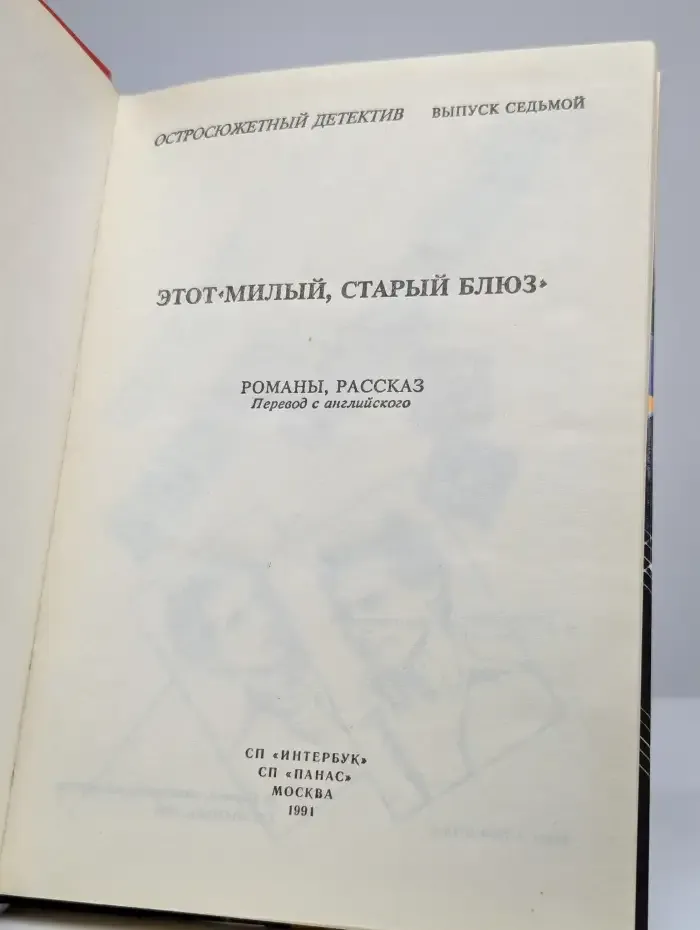 ОСТРОСЮЖЕТНЫЙ ДЕТЕКТИВ ВЫПУСК СЕДЬМОЙ
ЭТОТ «МИЛЫЙ, СТАРЫЙ БЛЮЗ»
РОМАНЫ, РАССКАЗ
Перевод с английского
СП «ИНТЕРБУК»
СП «ПАНАС»
МОСКВА
1991